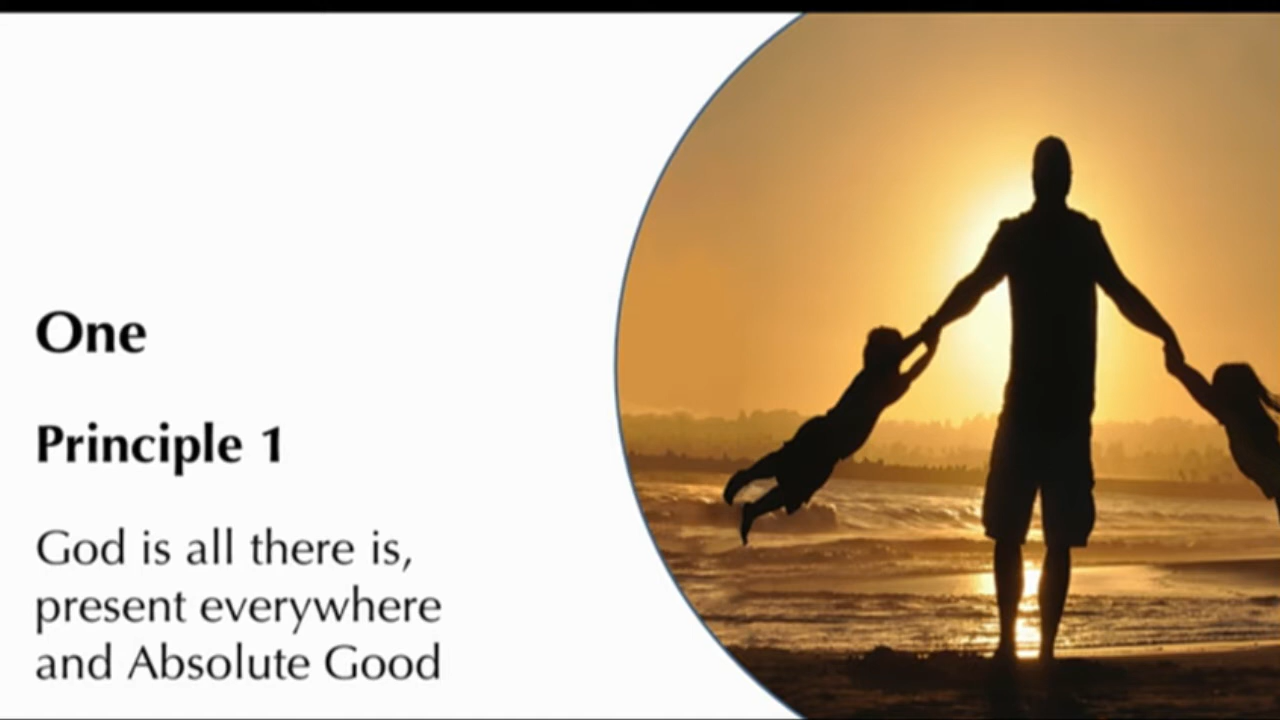 One
Principle 1
God is all there is,
present everywhere
and Absolute Good